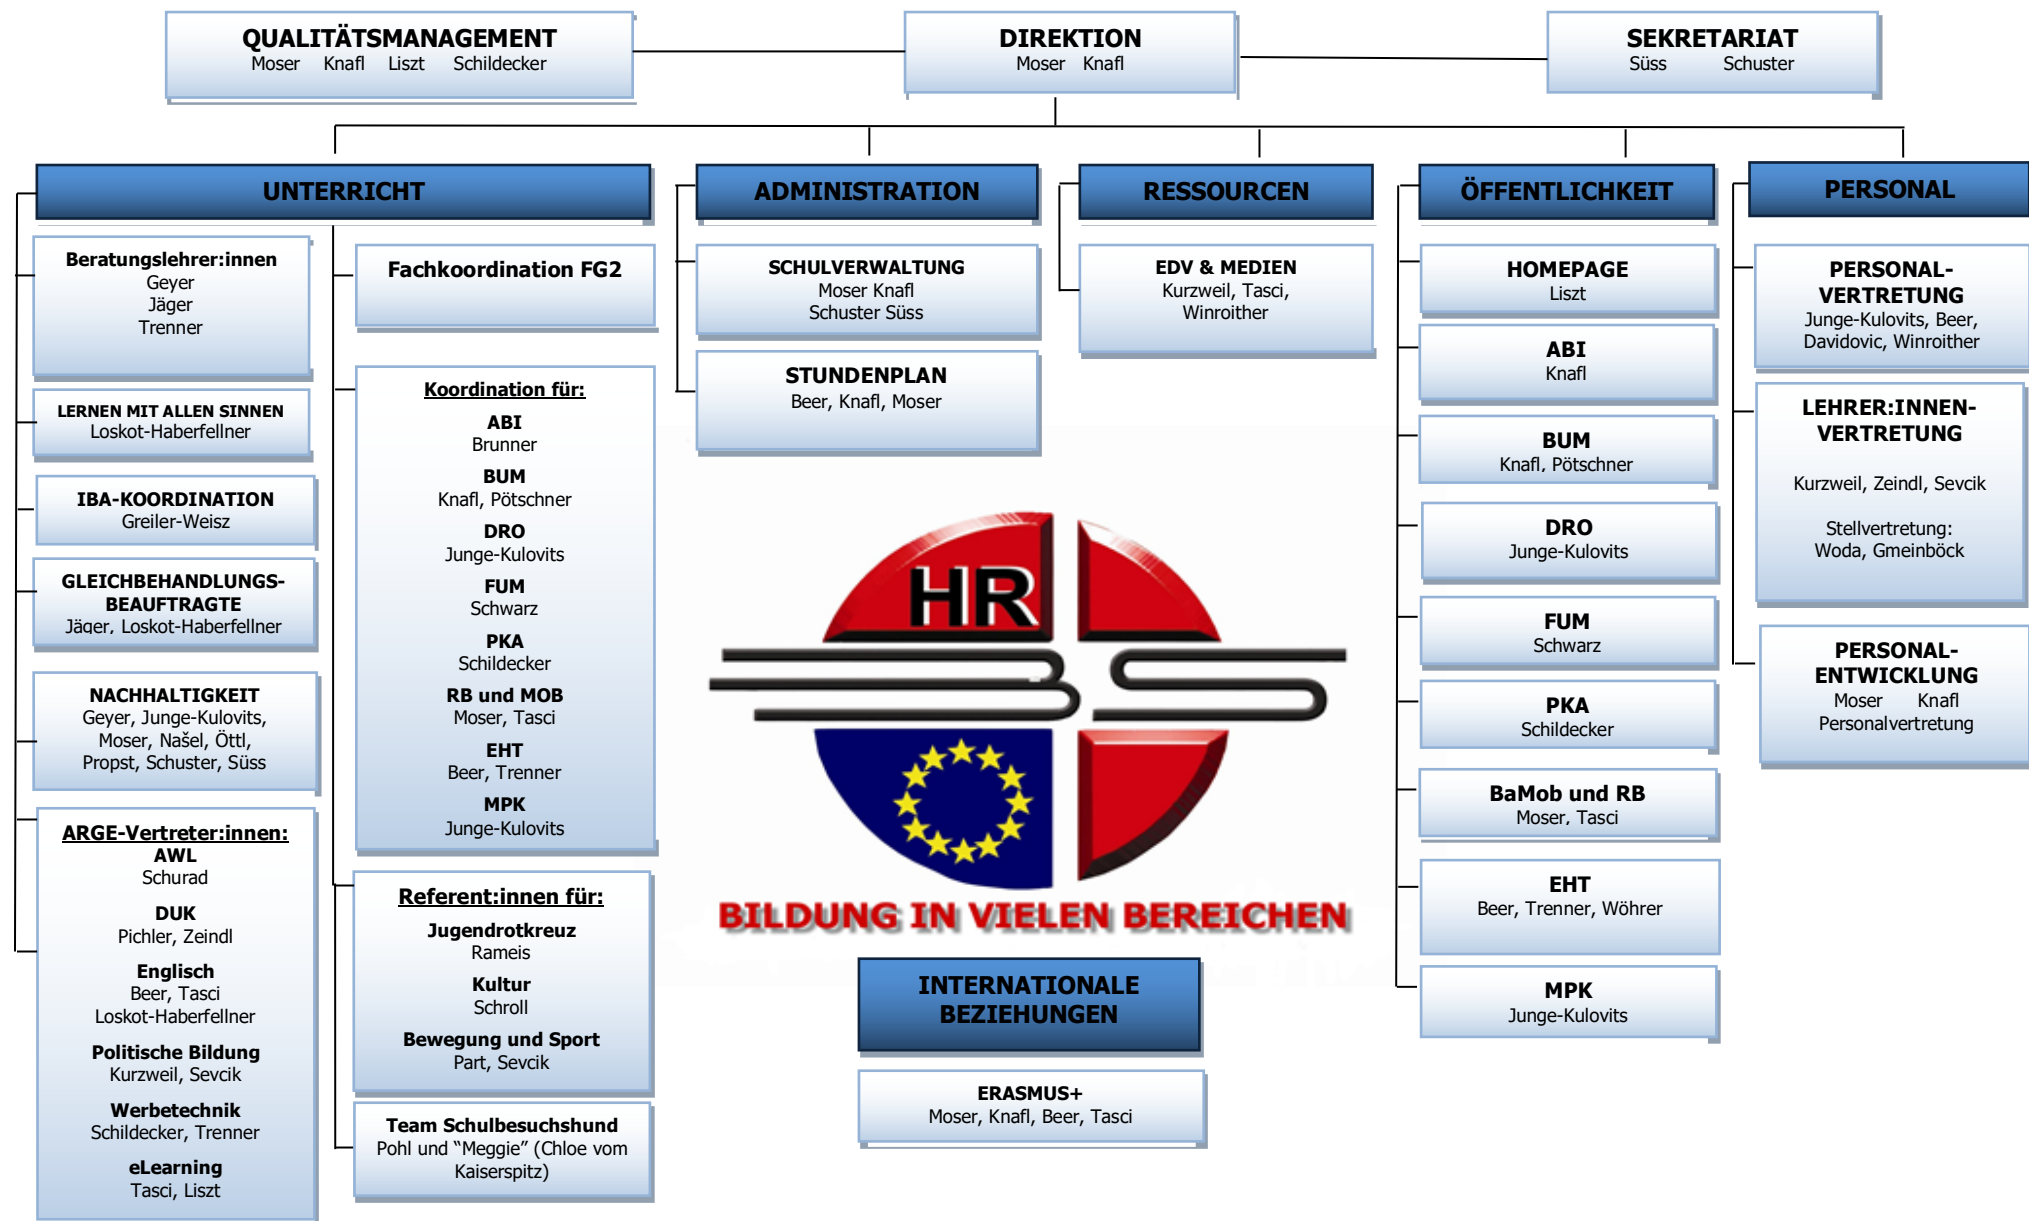 QUALITÄTSMANAGEMENT
Moser Knafl Liszt Schildecker
DIREKTION
Moser Knafl
SEKRETARIAT
Süss Schuster
UNTERRICHT
Beratungslehrer:innen
Geyer
Jäger
Trenner
LERNEN MIT ALLEN SINNEN
Loskot-Haberfellner
IBA-KOORDINATION
Greiler-Weisz
GLEICHBEHANDLUNGS-
BEAUFTRAGTE
Jäger, Loskot-Haberfellner
NACHHALTIGKEIT
Geyer, Junge-Kulovits,
Moser, Našel, Öttl,
Propst, Schuster, Süss
ARGE-Vertreter:innen:
AWL
Schurad
DUK
Pichler, Zeindl
Englisch
Beer, Tasci
Loskot-Haberfellner
Politische Bildung
Kurzweil, Sevcik
Werbetechnik
Schildecker, Trenner
eLearning
Tasci, Liszt
Fachkoordination FG2
Koordination für:
ABI
Brunner
BUM
Knafl, Pötschner
DRO
Junge-Kulovits
FUM
Schwarz
PKA
Schildecker
RB und MOB
Moser, Tasci
EHT
Beer, Trenner
MPK
Junge-Kulovits
Referent:innen für:
Jugendrotkreuz
Rameis
Kultur
Schroll
Bewegung und Sport
Part, Sevcik
Team Schulbesuchshund
Pohl und “Meggie” (Chloe vom
Kaiserspitz)
ADMINISTRATION
SCHULVERWALTUNG
Moser Knafl
Schuster Süss
STUNDENPLAN
Beer, Knafl, Moser
RESSOURCEN
EDV & MEDIEN
Kurzweil, Tasci,
Winroither
HR
BS
BILDUNG IN VIELEN BEREICHEN
INTERNATIONALE
BEZIEHUNGEN
ERASMUS+
Moser, Knafl, Beer, Tasci
ÖFFENTLICHKEIT
HOMEPAGE
Liszt
ABI
Knafl
BUM
Knafl, Pötschner
DRO
Junge-Kulovits
FUM
Schwarz
PKA
Schildecker
BaMob und RB
Moser, Tasci
EHT
Beer, Trenner, Wöhrer
MPK
Junge-Kulovits
PERSONAL
PERSONAL-
VERTRETUNG
Junge-Kulovits, Beer,
Davidovic, Winroither
LEHRER:INNEN-
VERTRETUNG
Kurzweil, Zeindl, Sevcik
Stellvertretung:
Woda, Gmeinböck
PERSONAL-
ENTWICKLUNG
Moser Knafl
Personalvertretung